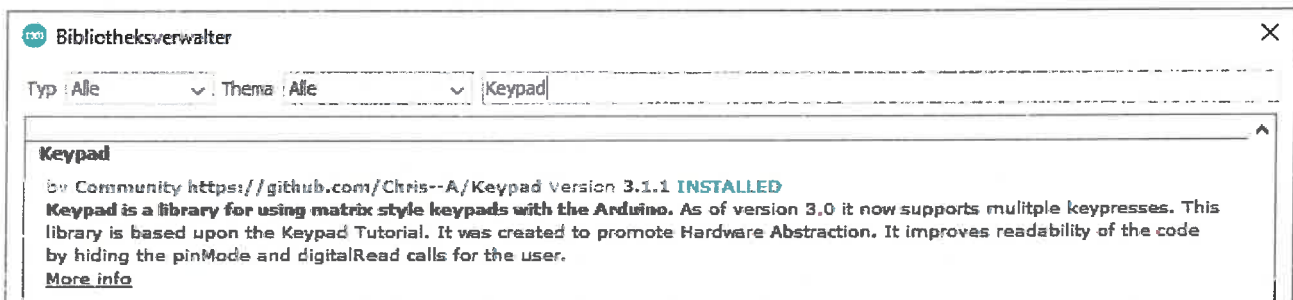 Bibliotheksverwalter
Typ Alle Thema Alle Keypad
Keypad
by Community https://github.com/Chris--A/Keypad Version 3.1.1 INSTALLED
Keypad is a library for using matrix style keypads with the Arduino. As of version 3.0 it now supports mulitple keypresses. This
library is based upon the Keypad Tutorial. It was created to promote Hardware Abstraction. It improves readability of the code
by hiding the pinMode and digitalRead calls for the user.
More info